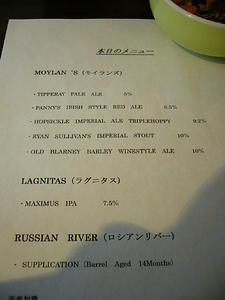 本日のメニュー
MOYLAN 'S (モイランズ)
・TIPPERAY PALE ALE 5%
・PANNY'S IRISH STYLE RED ALE 6.5%
・HOPSICKLE IMPERIAL ALE TRIPLEHOPPY 9.2%
・RYAN SULLIVAN'S IMPERIAL STOUT 10%
・OLD BLARNEY BARLEY WINESTYLE ALE 10%
LAGNITAS (ラグニタス)
・MAXIMUS IPA 7.5%
RUSSIAN RIVER (ロシアンリバー)
・SUPPLICATION (Barrel Aged 14Months)